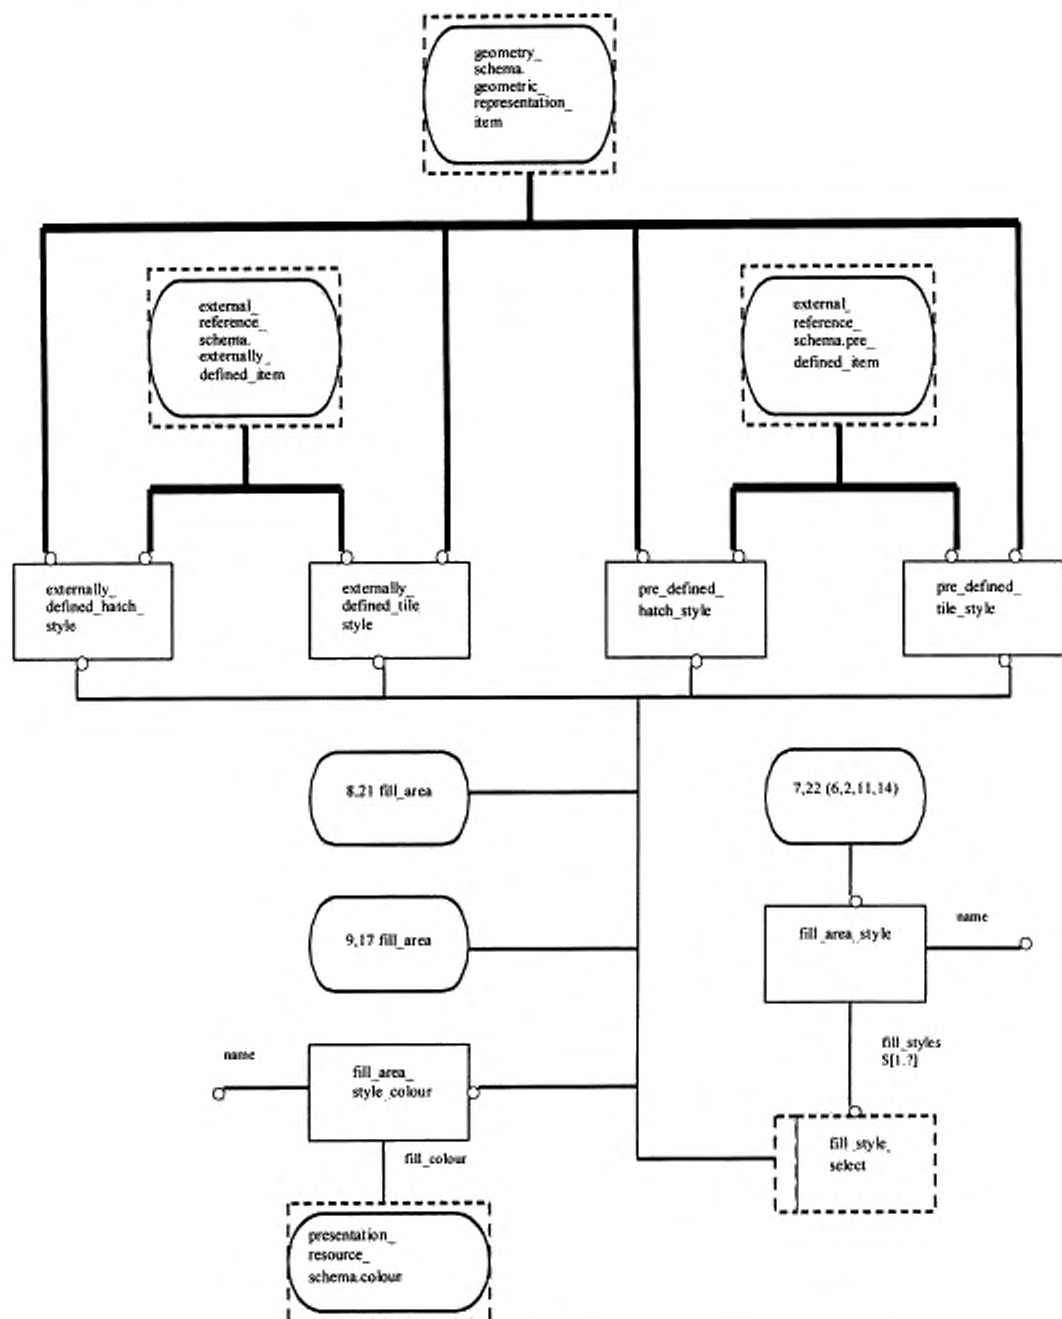 geometry_
schema.
geometric_
representation_
item
external_
reference_
schema.
externally_
defined_item
external_
reference_
schema.pre_
defined_item
externally_
defined_hatch_
style
externally_
defined_tile
style
pre_defined_
hatch_style
pre_defined_
tile_style
8,21 fill_area
7,22 (6,2,11,14)
9,17 fill_area
fill_area_style
name
name
fill_area_
style_colour
fill_styles
S[1.?]
fill_colour
fill_style_
select
presentation_
resource_
schema.colour